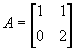 A = [1 1
0 2]